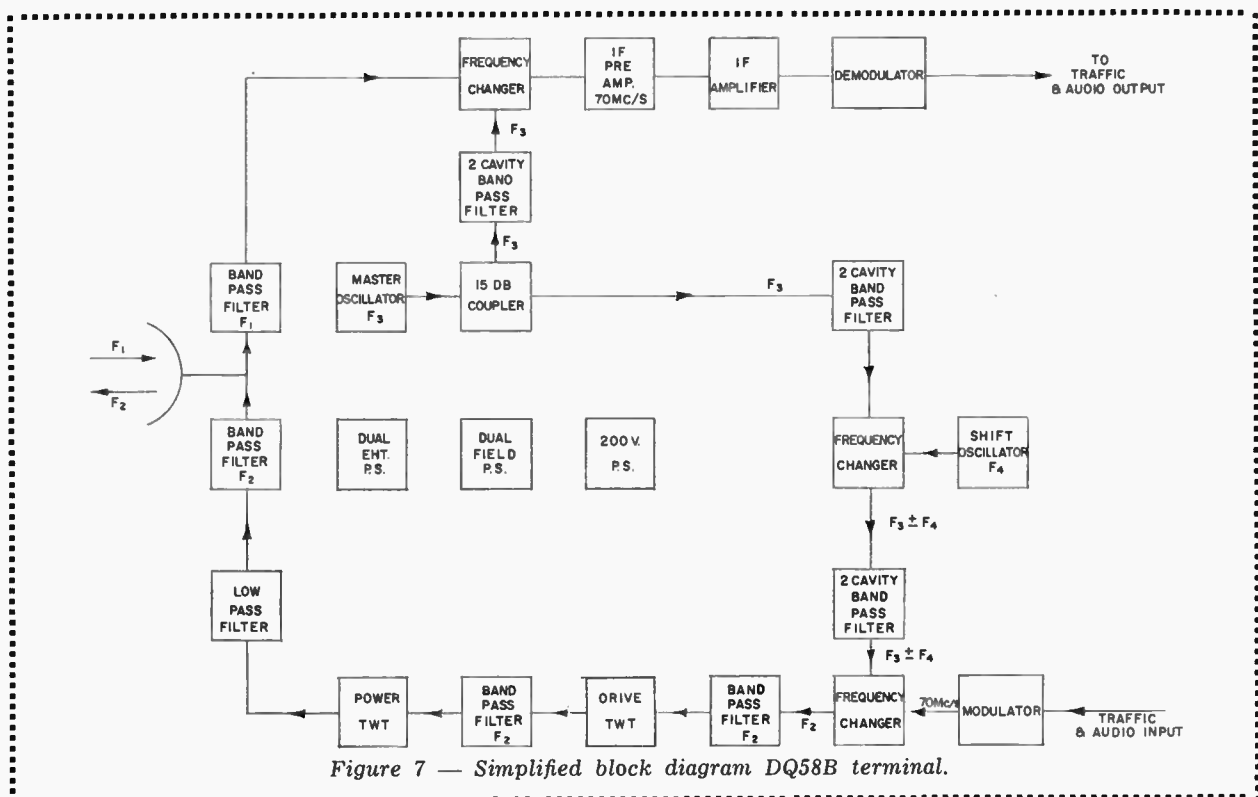 FREQUENCY
CHANGER
IF
PRE
AMP.
70MC/S
IF
AMPLIFIER
DEMODULATOR
TO
TRAFFIC
& AUDIO OUTPUT
F3
2 CAVITY
BAND
PASS
FILTER
F3
BAND
PASS
FILTER
F1
MASTER
OSCILLATOR
F3
15 DB
COUPLER
F3
2 CAVITY
BAND
PASS
FILTER
F1
F2
BAND
PASS
FILTER
F2
DUAL
EHT.
P.S.
DUAL
FIELD
P.S.
200 V.
P.S.
FREQUENCY
CHANGER
SHIFT
OSCILLATOR
F4
F3 ± F4
LOW
PASS
FILTER
2 CAVITY
BAND
PASS
FILTER
F3 ± F4
POWER
TWT
BAND
PASS
FILTER
F2
DRIVE
TWT
BAND
PASS
FILTER
F2
F2
FREQUENCY
CHANGER
70Mc/s
MODULATOR
TRAFFIC
& AUDIO INPUT
Figure 7 — Simplified block diagram DQ58B terminal.